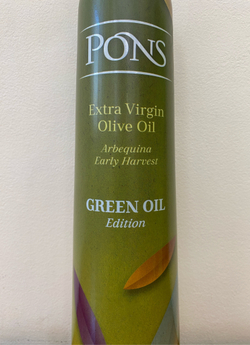 PONS
Extra Virgin
Olive Oil
Arbequina
Early Harvest
GREEN OIL
Edition